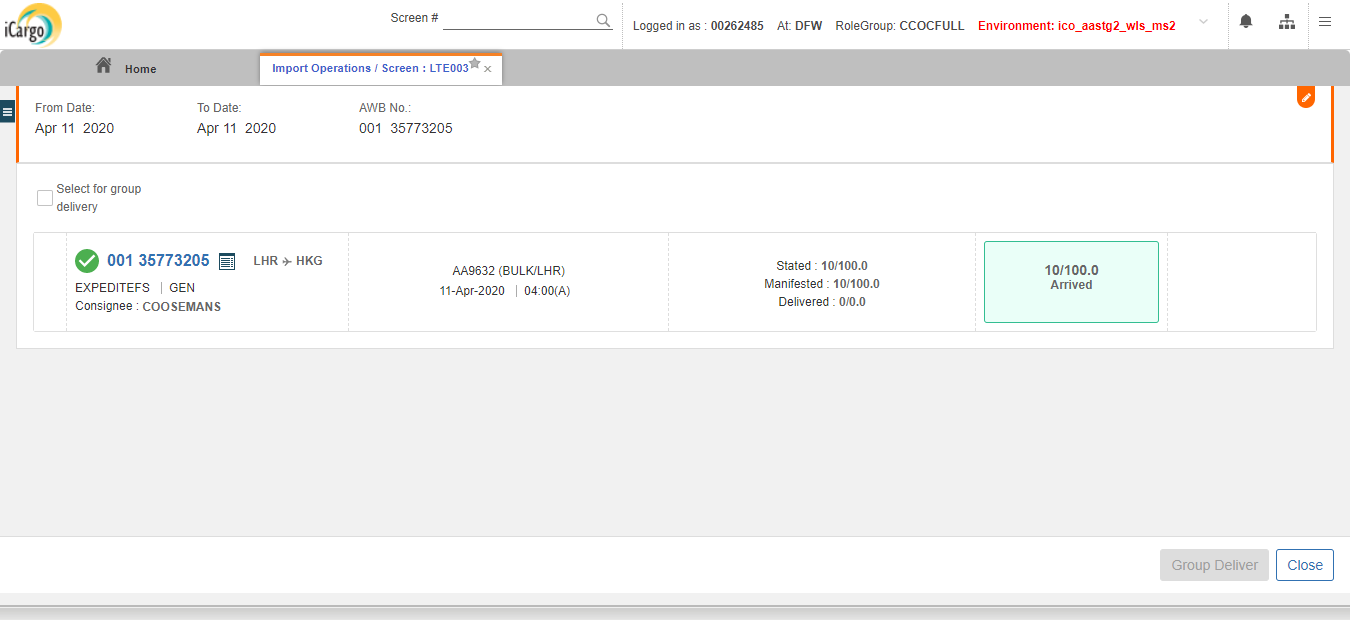 iCargo
Screen #
Logged in as : 00262485 At: DFW RoleGroup: CCOCFULL Environment: ico_aastg2_wls_ms2
Home
Import Operations / Screen : LTE003
From Date:
Apr 11 2020
To Date:
Apr 11 2020
AWB No.:
001 35773205
Select for group
delivery
001 35773205
LHR HKG
EXPEDITEFS | GEN
Consignee : COOSEMANS
AA9632 (BULK/LHR)
11-Apr-2020 | 04:00(A)
Stated : 10/100.0
Manifested : 10/100.0
Delivered : 0/0.0
10/100.0
Arrived
Group Deliver
Close